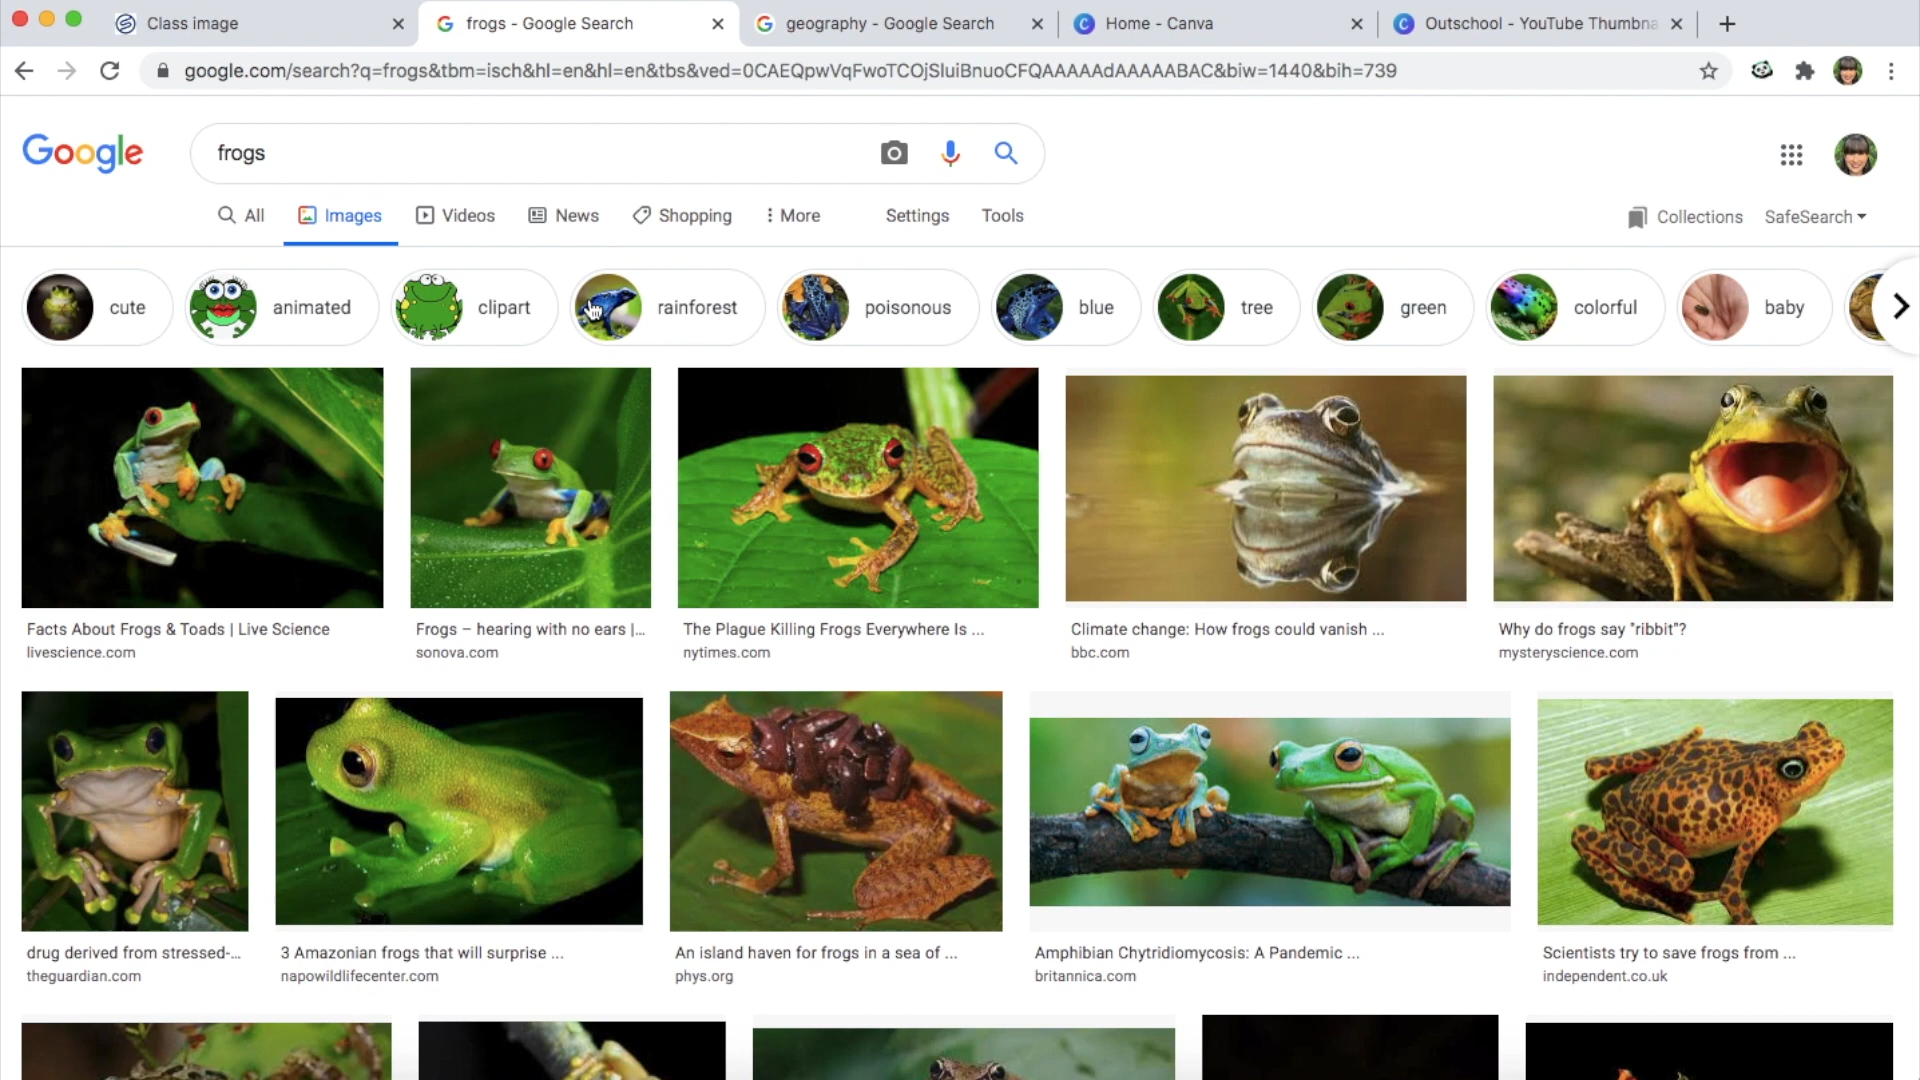 Class image
frogs - Google Search
geography - Google Search
Home - Canva
Outschool - YouTube Thumbna
google.com/search?q=frogs&tbm=isch&hl=en&hl=en&tbs&ved=0CAEQpwVqFwoTCOjSluiBnuoCFQAAAAAdAAAAABAC&biw=1440&bih=739
Google
frogs
All
Images
Videos
News
Shopping
More
Settings
Tools
Collections
SafeSearch
cute
animated
clipart
rainforest
poisonous
blue
tree
green
colorful
baby
Facts About Frogs & Toads | Live Science
livescience.com
Frogs – hearing with no ears |...
sonova.com
The Plague Killing Frogs Everywhere Is ...
nytimes.com
Climate change: How frogs could vanish ...
bbc.com
Why do frogs say "ribbit"?
mysteryscience.com
drug derived from stressed-...
theguardian.com
3 Amazonian frogs that will surprise ...
napowildlifecenter.com
An island haven for frogs in a sea of ...
phys.org
Amphibian Chytridiomycosis: A Pandemic ...
britannica.com
Scientists try to save frogs from ...
independent.co.uk